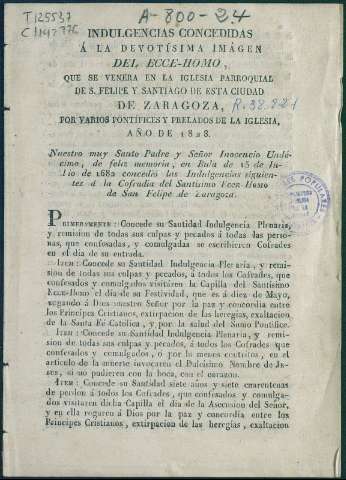 T125537
C1142776
A-800-24
INDULGENCIAS CONCEDIDAS
Á LA DEVOTÍSIMA IMÁGEN
DEL ECCE-HOMO,
QUE SE VENERA EN LA IGLESIA PARROQUIAL
DE S. FELIPE Y SANTIAGO DE ESTA CIUDAD
DE ZARAGOZA,
R.38.221
POR VARIOS PONTÍFICES Y PRELADOS DE LA IGLESIA,
AÑO DE 1828.
Nuestro muy Santo Padre y Señor Inocencio Undé-
cimo, de feliz memoria, en Bula de 15 de Ju-
lio de 1680 concedió las Indulgencias siguien-
tes á la Cofradía del Santísimo Ecce-Homo
de San Felipe de Zaragoza.
PRIMERAMENTE: Concede su Santidad Indulgencia Plenaria,
y remision de todas sus culpas y pecados á todas las perso-
nas, que confesadas, y comulgadas se escribieren Cofrades
en el dia de su entrada.
ITEM: Concede su Santidad Indulgencia Plenaria, y remi-
sion de todas sus culpas y pecados, á todos los Cofrades, que
confesados y comulgados visitáren la Capilla del Santísimo
ECCE-HOMO el dia de su Festividad, que es á diez de Mayo,
rogando á Dios nuestro Señor por la paz y concordia entre
los Príncipes Cristianos, extirpacion de las heregías, exaltacion
de la Santa Fé Católica, y por la salud del Sumo Pontífice.
ITEM: Concede su Santidad Indulgencia Plenaria, y remi-
sion de todas sus culpas y pecados, á todos los Cofrades que
confesados y comulgados, ó por lo menos contritos, en el
artículo de la muerte invocaren el Dulcísimo Nombre de JE-
SUS, si no pudieren con la boca, con el corazon.
ITEM: Concede su Santidad siete años y siete cuarentenas
de perdon á todos los Cofrades, que confesados y comulga-
dos visitaren dicha Capilla el dia de la Ascension del Señor,
y en ella rogaren á Dios por la paz y concordia entre los
Príncipes Cristianos, extirpacion de las heregías, exaltacion